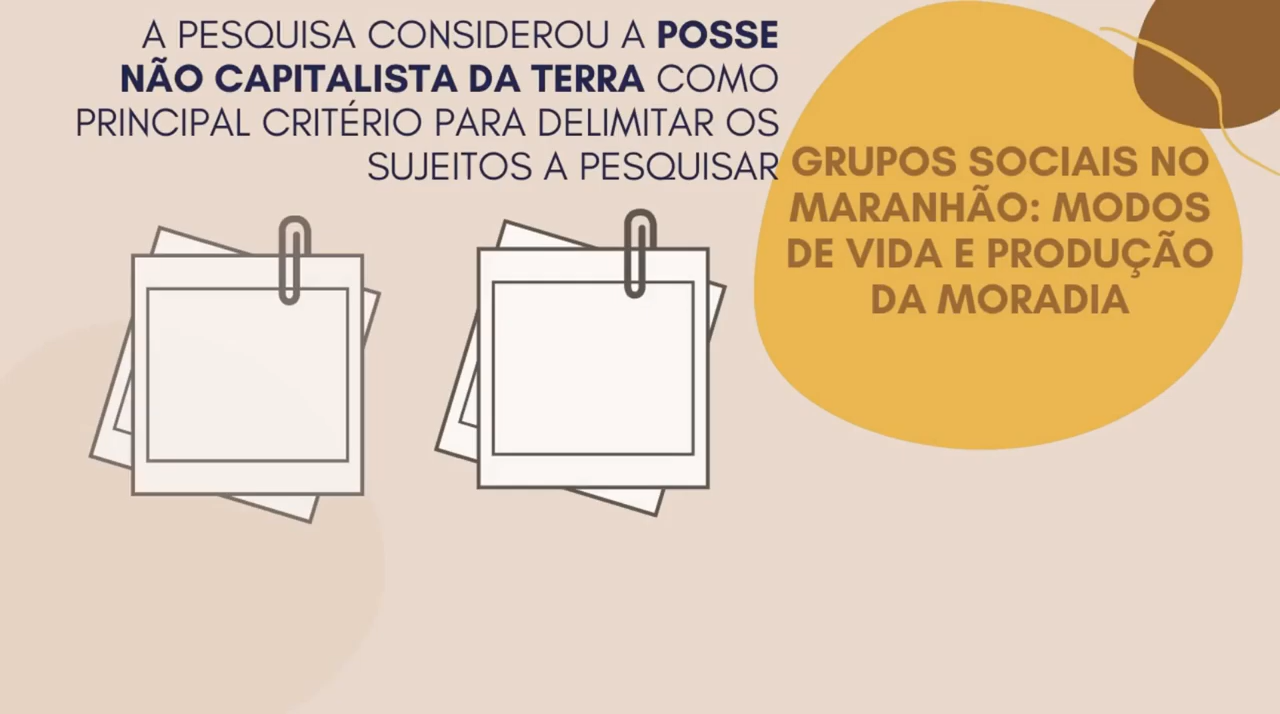 A PESQUISA CONSIDEROU A POSSE
NÃO CAPITALISTA DA TERRA COMO
PRINCIPAL CRITÉRIO PARA DELIMITAR OS
SUJEITOS A PESQUISAR
GRUPOS SOCIAIS NO
MARANHÃO: MODOS
DE VIDA E PRODUÇÃO
DA MORADIA